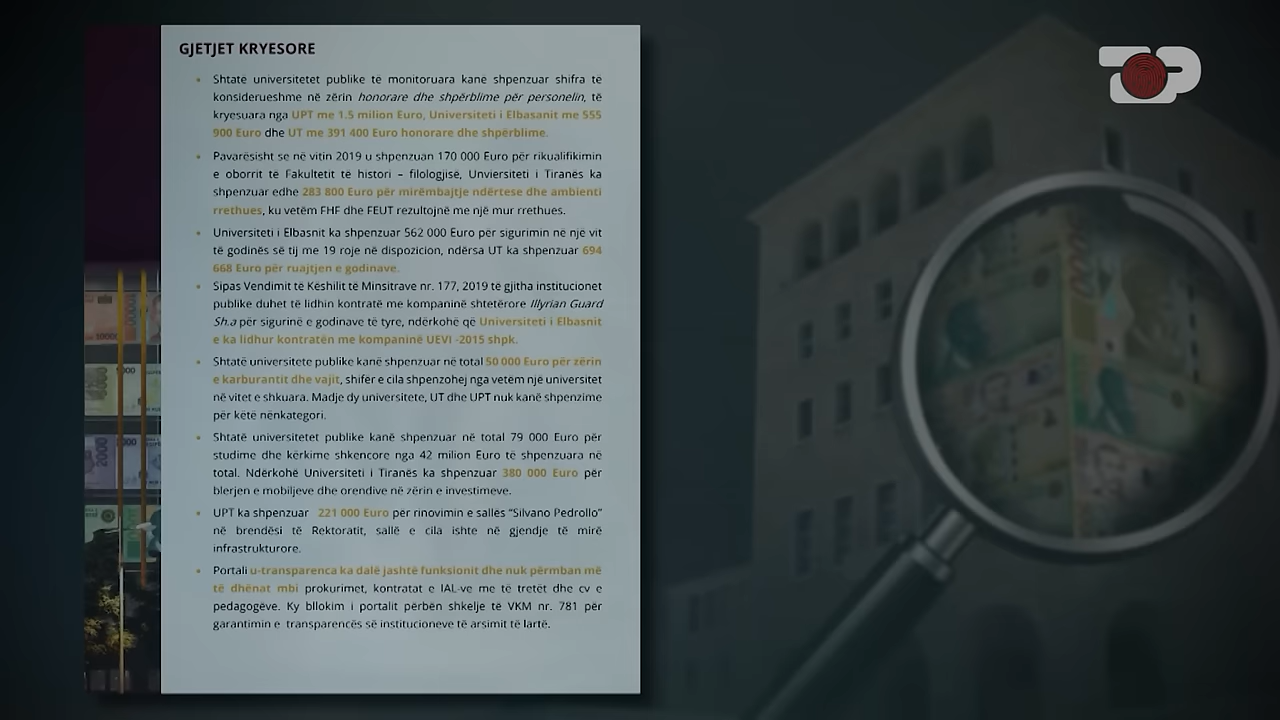 GJETJET KRYESORE
Shtatë universitetet publike të monitoruara kanë shpenzuar shifra të
konsiderueshme në zërin honorare dhe shpërblime për personelin, të
kryesuara nga UPT me 1.5 milion Euro, Universiteti i Elbasanit me 555
900 Euro dhe UT me 391 400 Euro honorare dhe shpërblime.
Pavarësisht se në vitin 2019 u shpenzuan 170 000 Euro për rikualifikimin
e oborrit të Fakultetit të histori – filologjisë, Unviersiteti i Tiranës ka
shpenzuar edhe 283 800 Euro për mirëmbajtje ndërtese dhe ambienti
rrethues, ku vetëm FHF dhe FEUT rezultojnë me një mur rrethues.
Universiteti i Elbasnit ka shpenzuar 562 000 Euro për sigurimin në një vit
të godinës së tij me 19 roje në dispozicion, ndërsa UT ka shpenzuar 694
668 Euro për ruajtjen e godinave.
Sipas Vendimit të Këshilit të Minsitrave nr. 177, 2019 të gjitha institucionet
publike duhet të lidhin kontratë me kompaninë shtetërore Illyrian Guard
Sh.a për sigurinë e godinave të tyre, ndërkohë që Universiteti i Elbasnit
e ka lidhur kontratën me kompaninë UEVI -2015 shpk.
Shtatë universitete publike kanë shpenzuar në total 50 000 Euro për zërin
e karburantit dhe vajit, shifër e cila shpenzohej nga vetëm një universitet
në vitet e shkuara. Madje dy universitete, UT dhe UPT nuk kanë shpenzime
për këtë nënkategori.
Shtatë universitetet publike kanë shpenzuar në total 79 000 Euro për
studime dhe kërkime shkencore nga 42 milion Euro të shpenzuara në
total. Ndërkohë Universiteti i Tiranës ka shpenzuar 380 000 Euro për
blerjen e mobiljeve dhe orendive në zërin e investimeve.
UPT ka shpenzuar 221 000 Euro për rinovimin e sallës “Silvano Pedrollo”
në brendësi të Rektoratit, sallë e cila ishte në gjendje të mirë
infrastrukturore.
Portali u-transparenca ka dalë jashtë funksionit dhe nuk përmban më
të dhënat mbi prokurimet, kontratat e IAL-ve me të tretët dhe cv e
pedagogëve. Ky bllokim i portalit përbën shkelje të VKM nr. 781 për
garantimin e transparencës së institucioneve të arsimit të lartë.